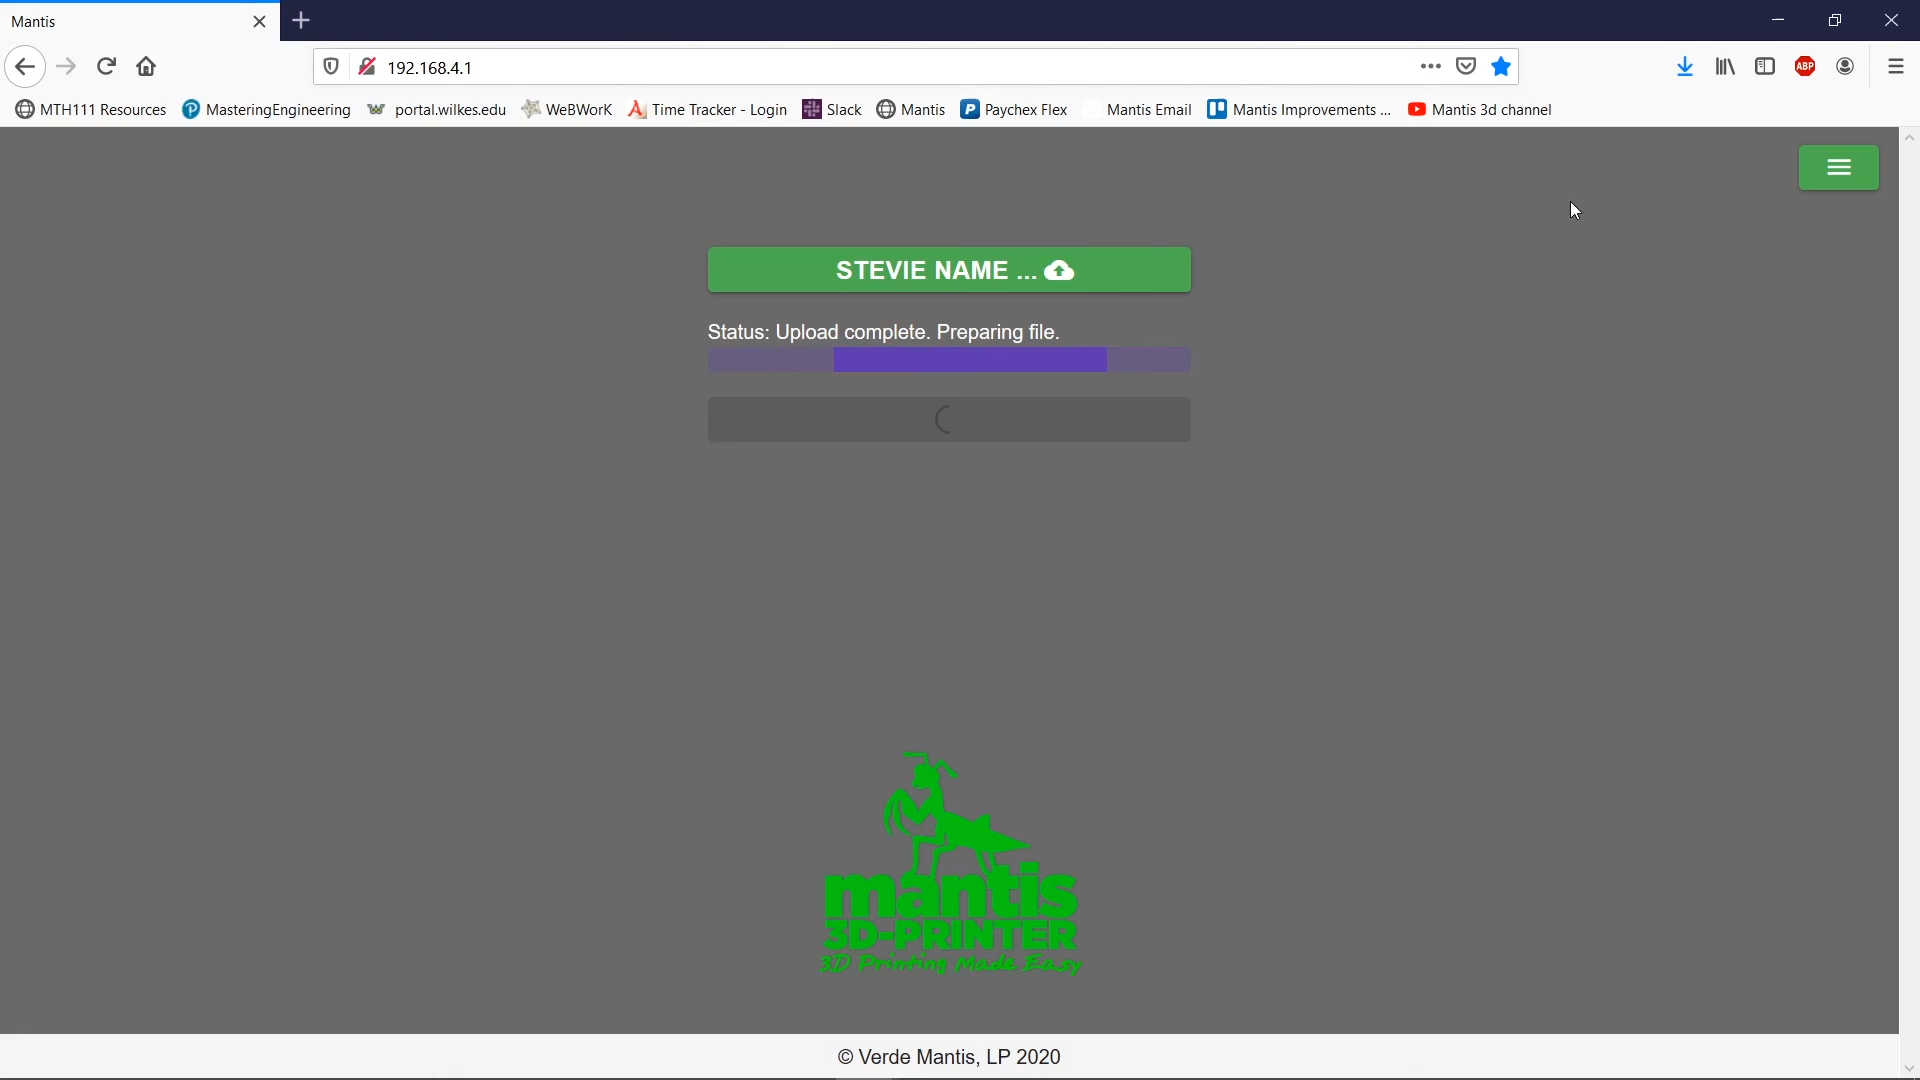 Mantis
192.168.4.1
ABP
MTH111 Resources
MasteringEngineering
portal.wilkes.edu
WeBWorK
Time Tracker - Login
Slack
Mantis
Paychex Flex
Mantis Email
Mantis Improvements ...
Mantis 3d channel
STEVIE NAME ...
Status: Upload complete. Preparing file.
mantis
3D-PRINTER
3D Printing Made Easy
© Verde Mantis, LP 2020